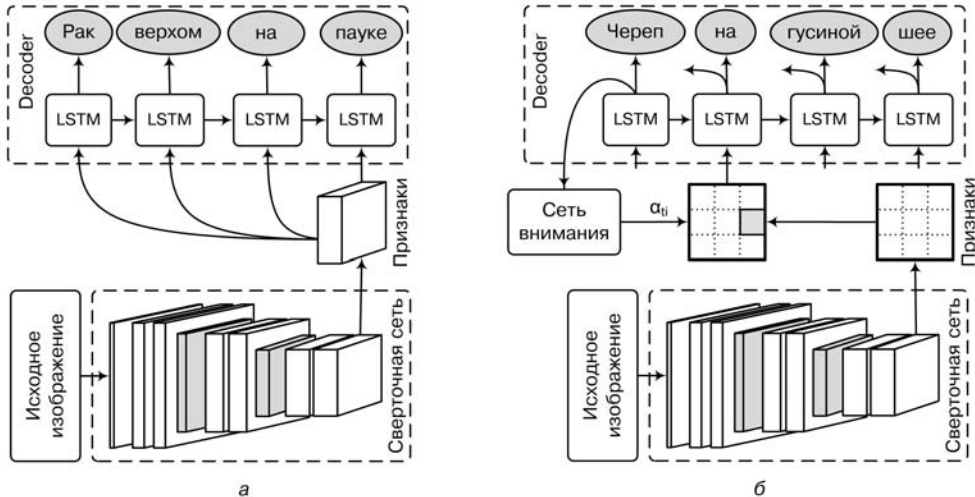 Decoder
Рак
верхом
на
пауке
LSTM
LSTM
LSTM
LSTM
Признаки
Исходное
изображение
Сверточная сеть
а
Decoder
Череп
на
гусиной
шее
LSTM
LSTM
LSTM
LSTM
Сеть
внимания
αti
Признаки
Исходное
изображение
Сверточная сеть
б